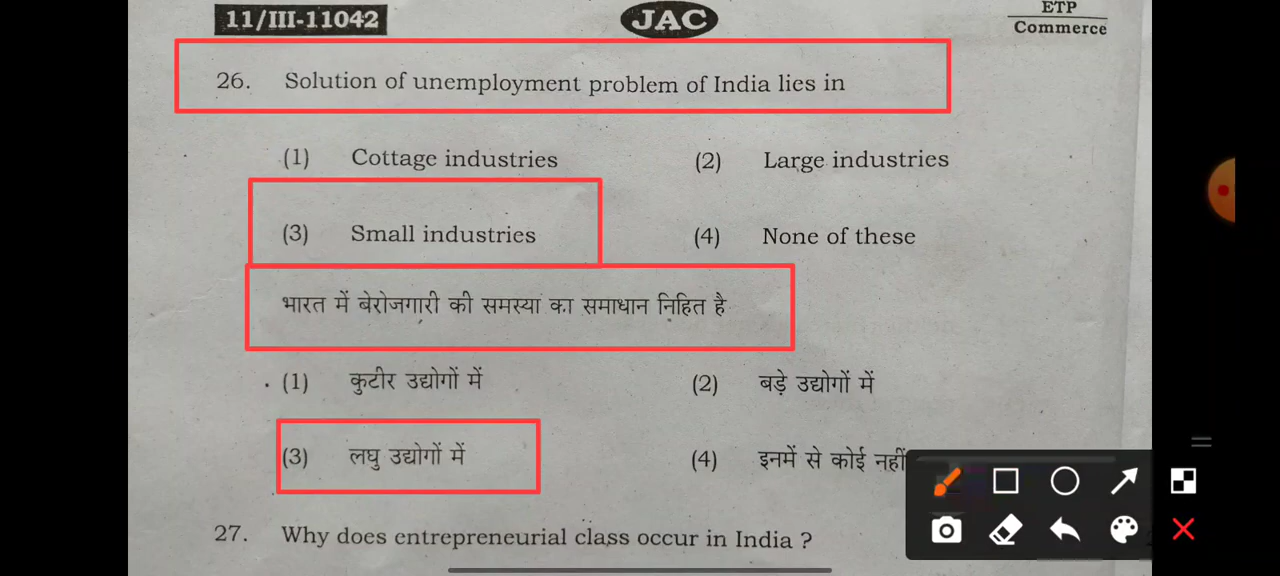 11/III-11042 JAC ETP
Commerce
26. Solution of unemployment problem of India lies in
(1) Cottage industries (2) Large industries
(3) Small industries (4) None of these
भारत में बेरोजगारी की समस्या का समाधान निहित है
(1) कुटीर उद्योगों में (2) बड़े उद्योगों में
(3) लघु उद्योगों में (4) इनमें से कोई नहीं
27. Why does entrepreneurial class occur in India ?